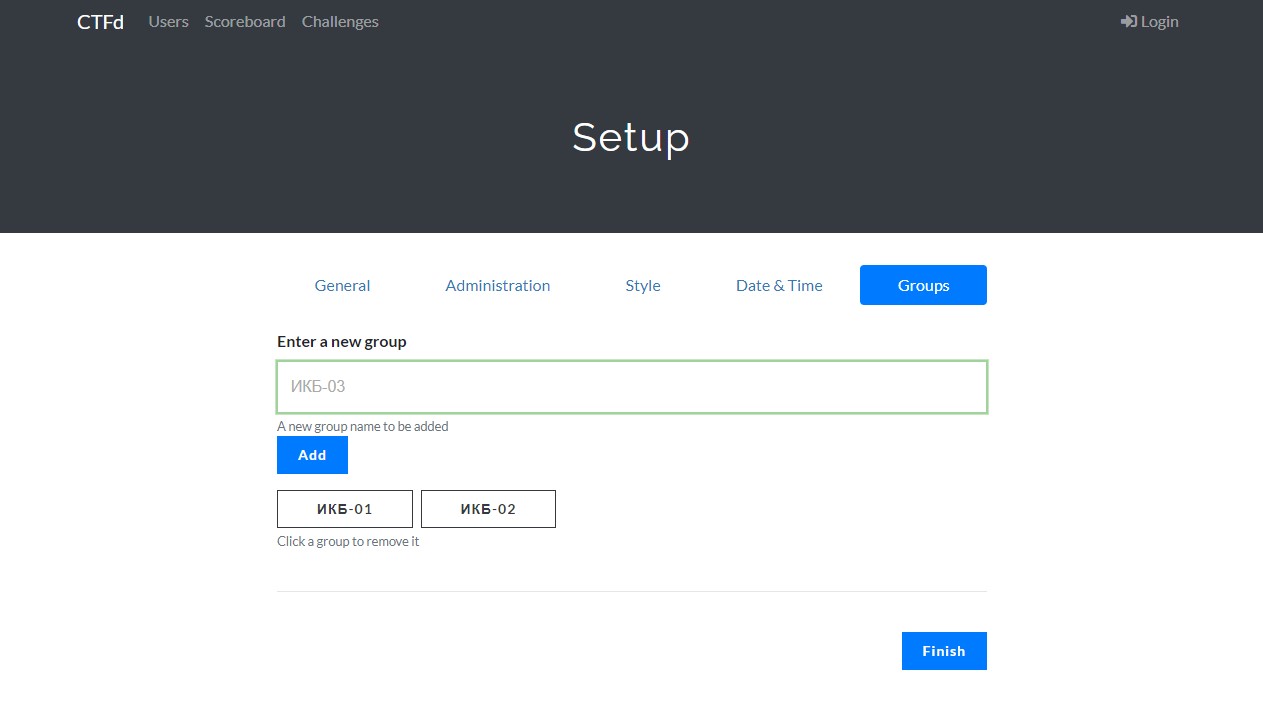 CTFd Users Scoreboard Challenges Login
Setup
General Administration Style Date & Time Groups
Enter a new group
ИКБ-03
A new group name to be added
Add
ИКБ-01 ИКБ-02
Click a group to remove it
Finish